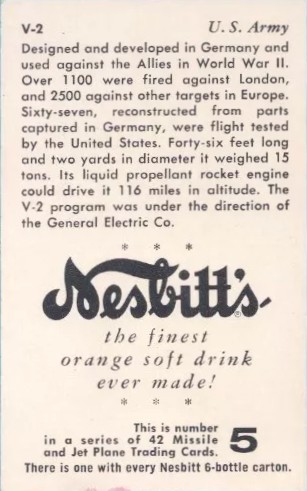 V-2 U. S. Army
Designed and developed in Germany and
used against the Allies in World War II.
Over 1100 were fired against London,
and 2500 against other targets in Europe.
Sixty-seven, reconstructed from parts
captured in Germany, were flight tested
by the United States. Forty-six feet long
and two yards in diameter it weighed 15
tons. Its liquid propellant rocket engine
could drive it 116 miles in altitude. The
V-2 program was under the direction of
the General Electric Co.
* * *
Nesbitt's®
the finest
orange soft drink
ever made!
* * *
This is number
in a series of 42 Missile 5
and Jet Plane Trading Cards.
There is one with every Nesbitt 6-bottle carton.